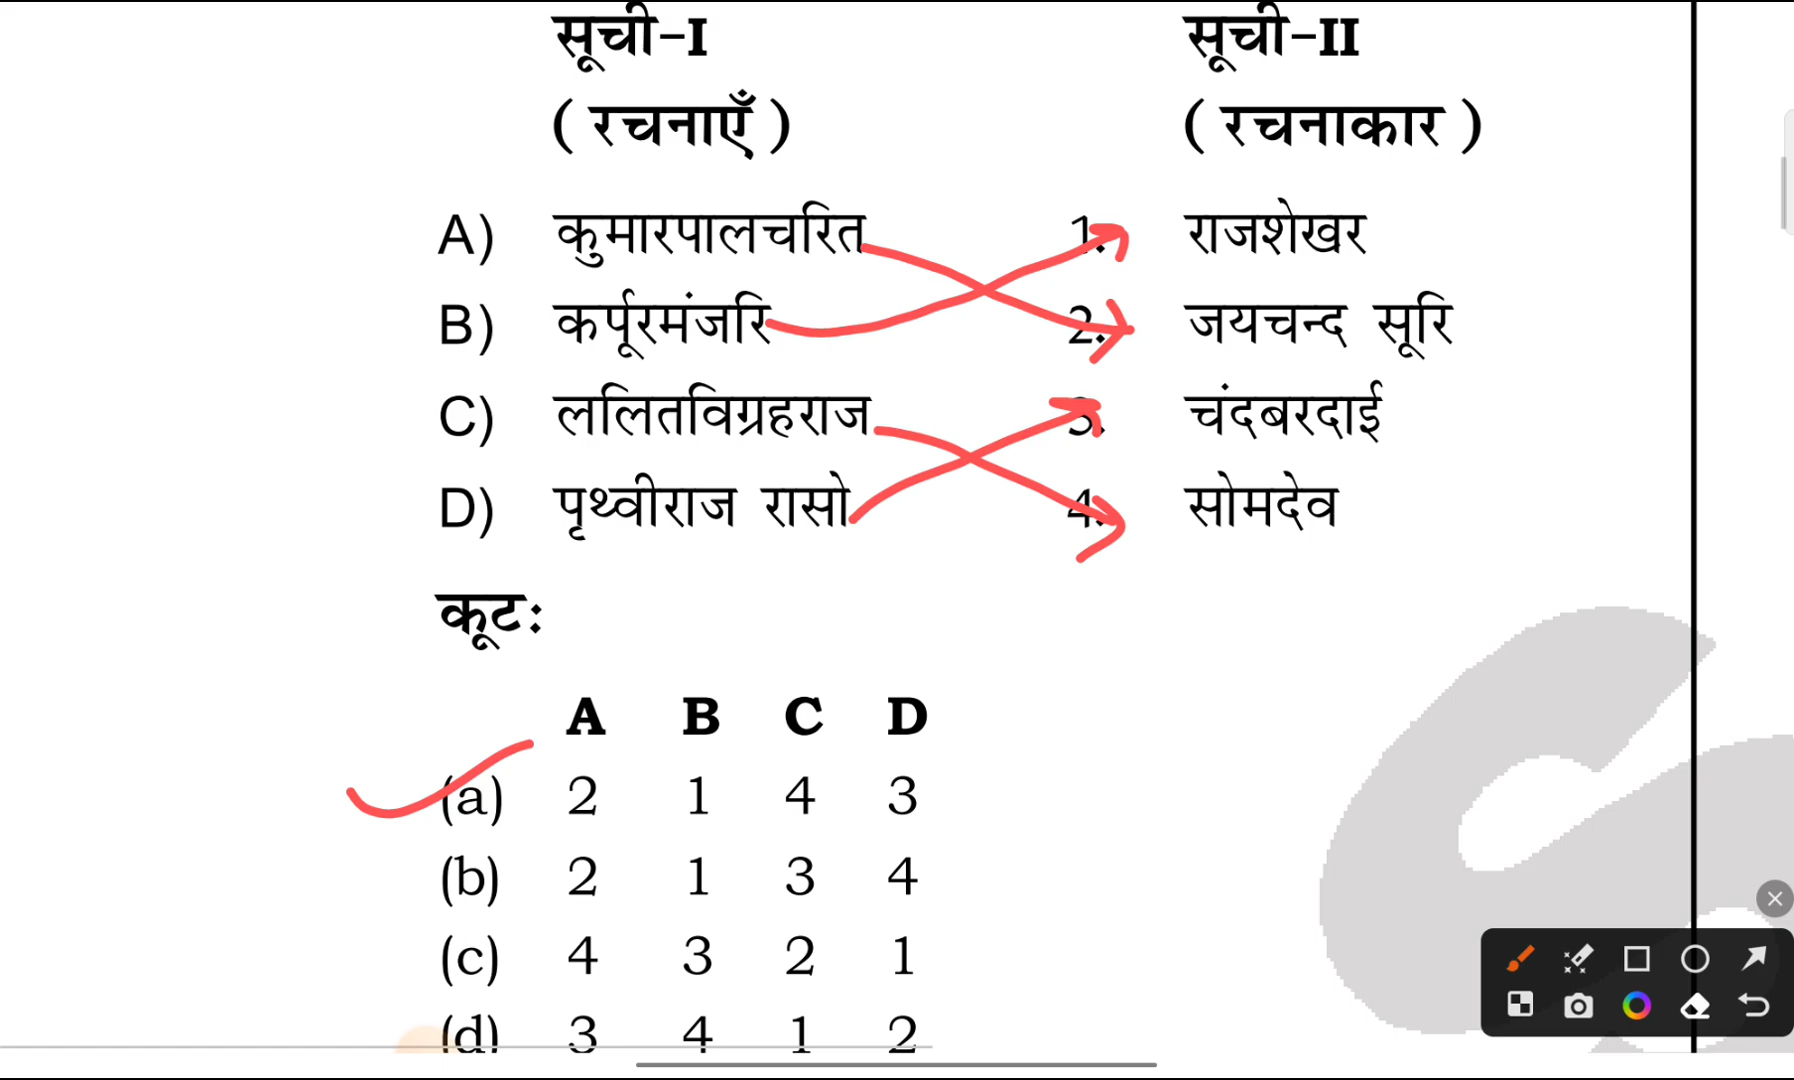 सूची-I सूची-II
( रचनाएँ ) ( रचनाकार )
A) कुमारपालचरित 1. राजशेखर
B) कर्पूरमंजरि 2. जयचन्द सूरि
C) ललितविग्रहराज 3. चंदबरदाई
D) पृथ्वीराज रासो 4. सोमदेव
कूटः
A B C D
(a) 2 1 4 3
(b) 2 1 3 4
(c) 4 3 2 1
(d) 3 4 1 2